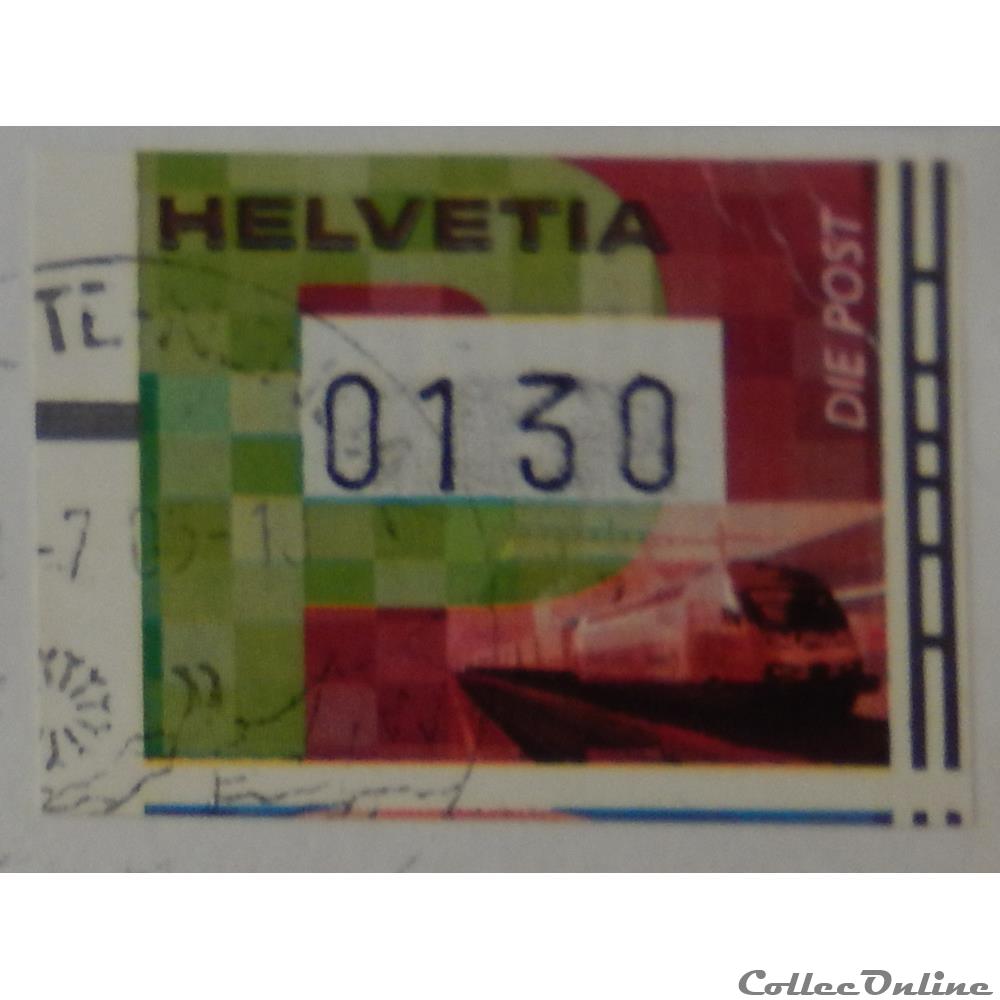 HELVETIA
DIE POST
0130
CollecOnline